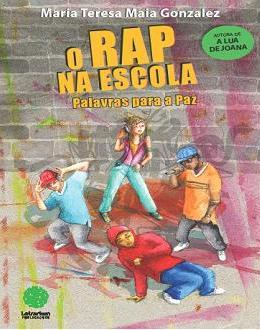 Maria Teresa Maia Gonzalez
O RAP
NA ESCOLA
Palavras para a Paz
AUTORA DE
A LUA
DE JOANA